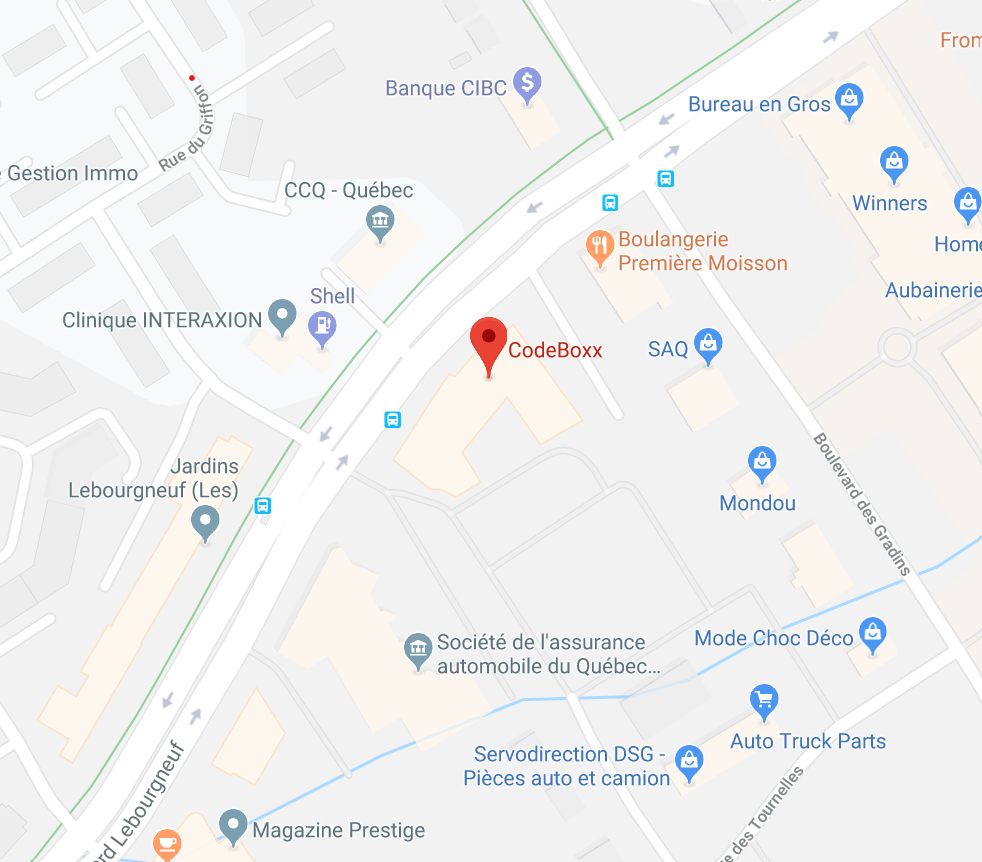 From
Banque CIBC
Bureau en Gros
Rue du Griffon
Gestion Immo
CCQ - Québec
Winners
Boulangerie
Première Moisson
Home
Aubainerie
Shell
Clinique INTERAXION
CodeBoxx
SAQ
Jardins
Lebourgneuf (Les)
Mondou
Boulevard des Gradins
Société de l'assurance
automobile du Québec...
Mode Choc Déco
Auto Truck Parts
Servodirection DSG -
Pièces auto et camion
rd Lebourgneuf
e des Tournelles
Magazine Prestige